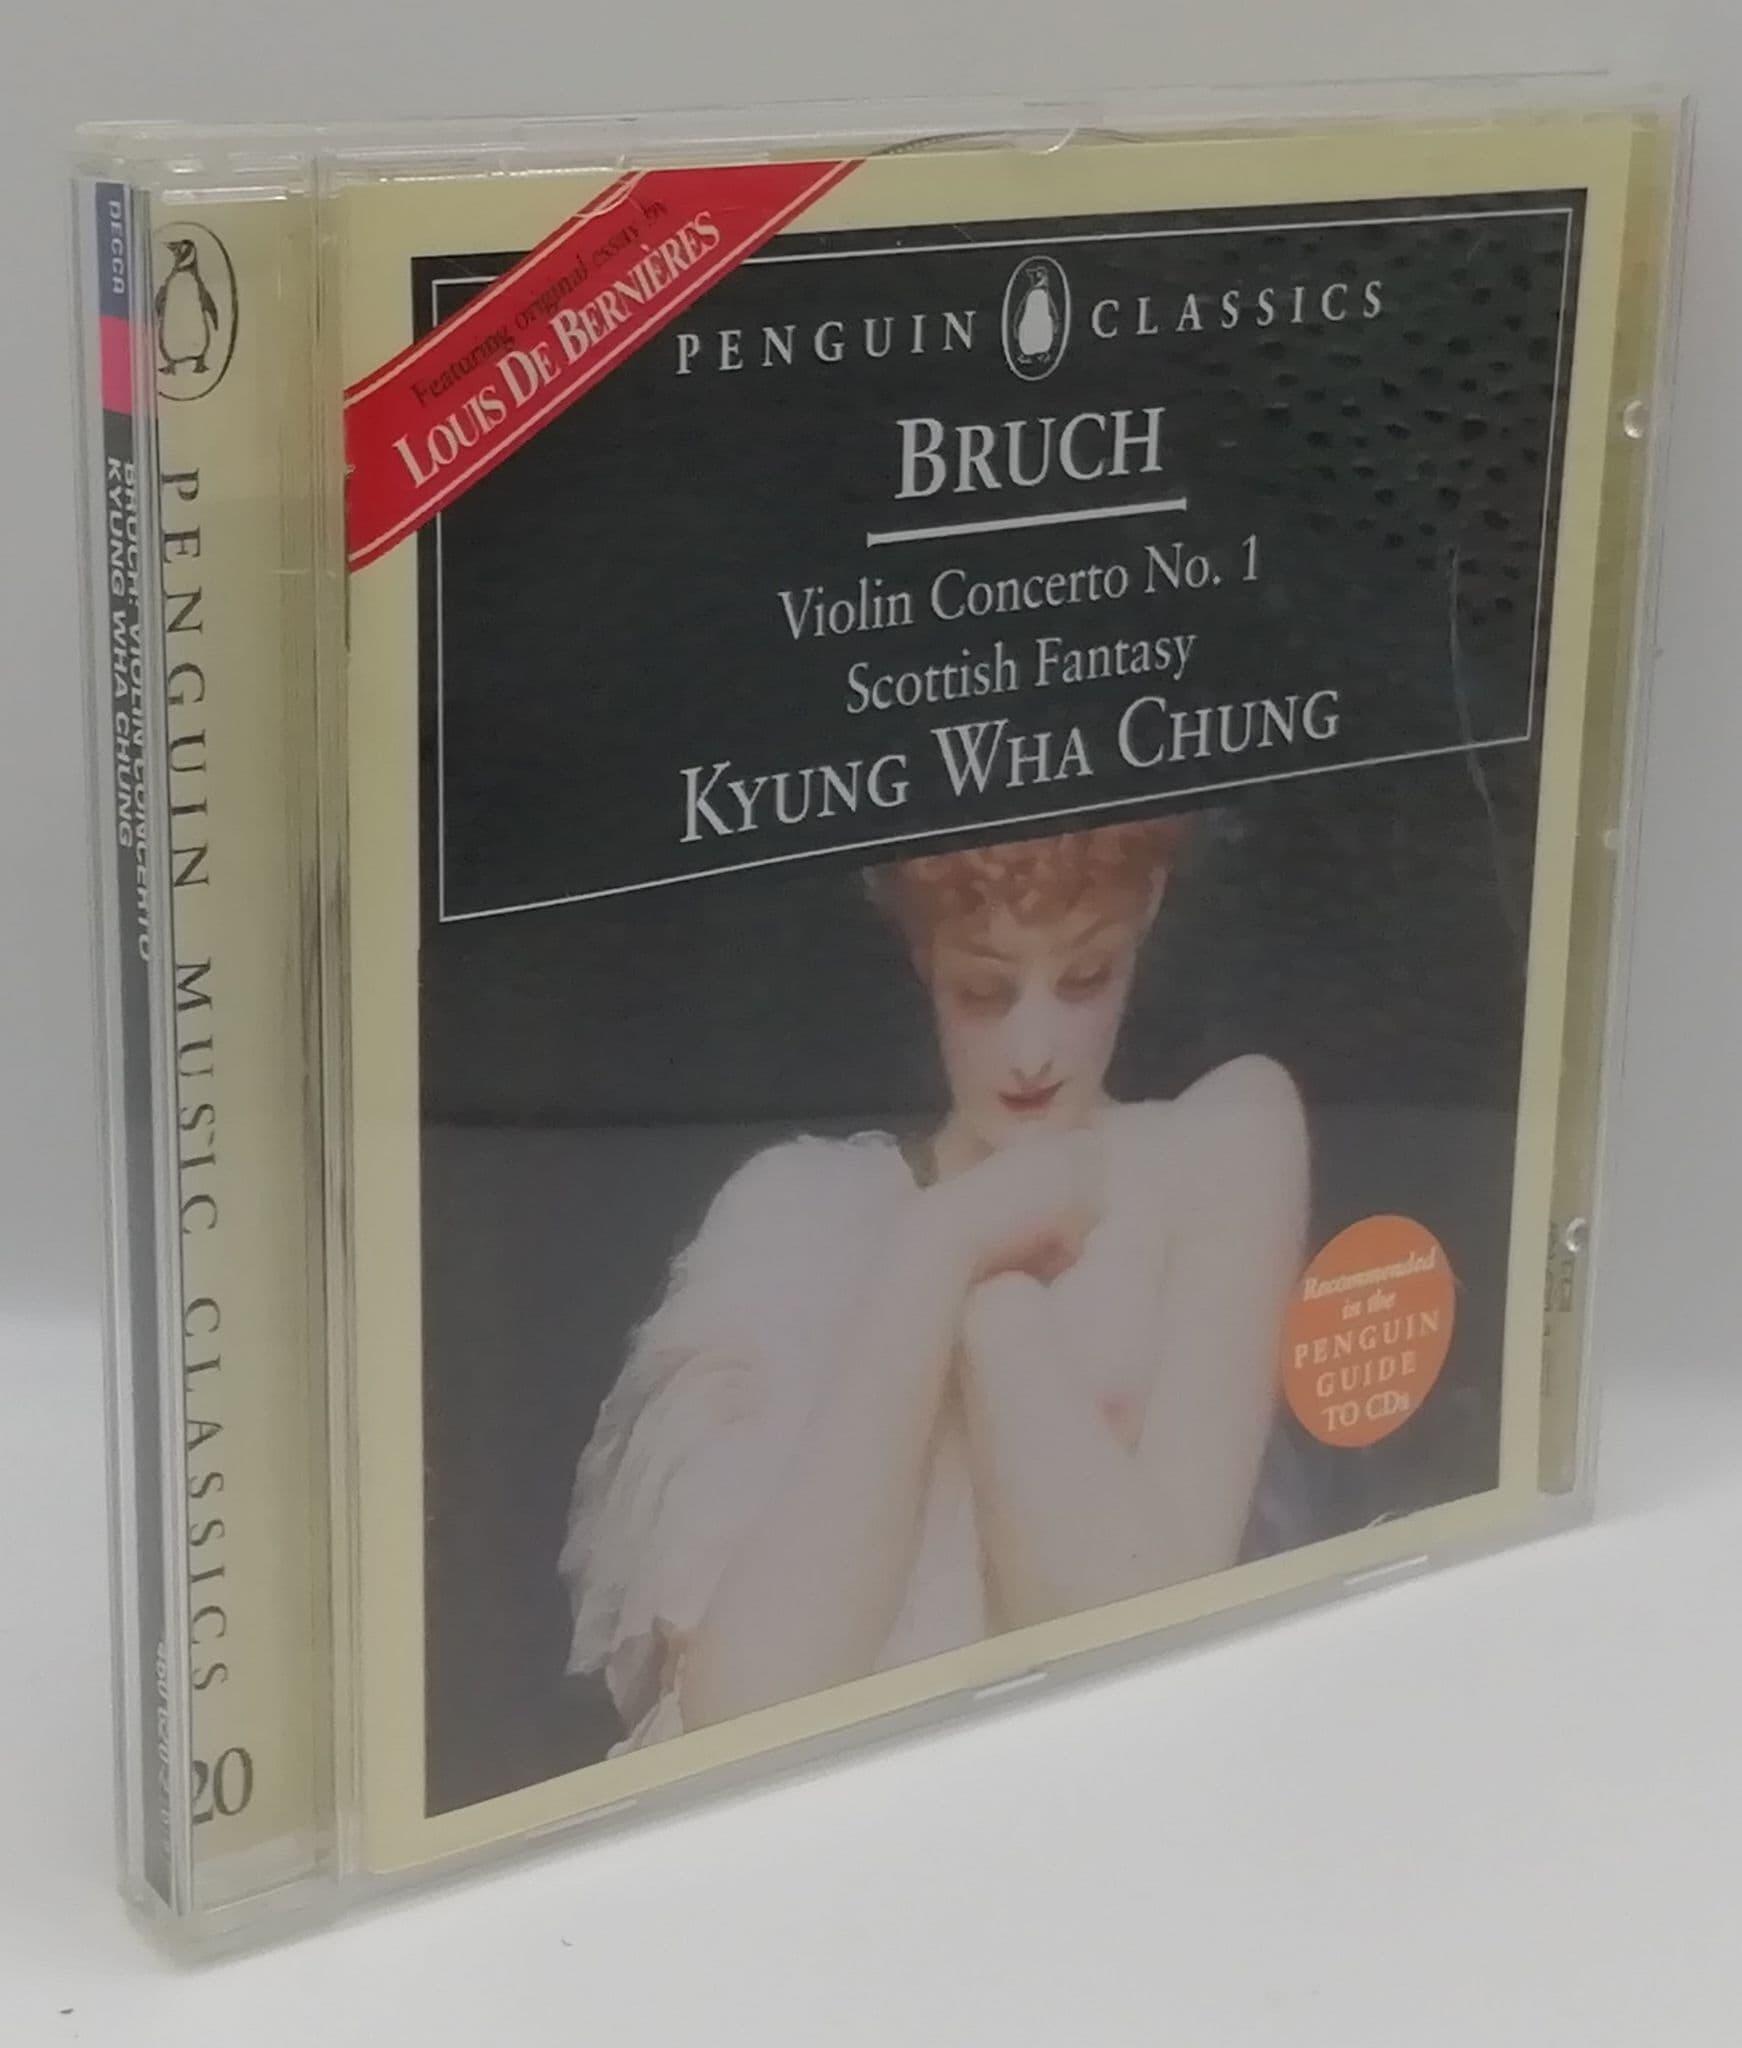 Featuring original essay by
LOUIS DE BERNIÈRES
PENGUIN CLASSICS
BRUCH
Violin Concerto No. 1
Scottish Fantasy
KYUNG WHA CHUNG
Recommended
in the
PENGUIN
GUIDE
TO CDs
PENGUIN MUSIC CLASSICS 20
DECCA
BRUCH: VIOLIN CONCERTO
KYUNG WHA CHUNG